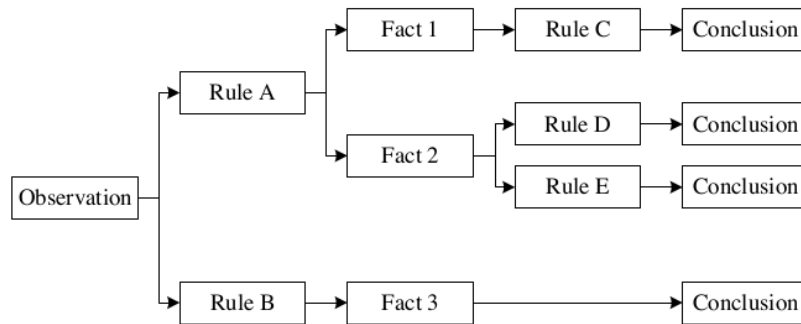 Fact 1
Rule C
Conclusion
Rule A
Fact 2
Rule D
Conclusion
Rule E
Conclusion
Observation
Rule B
Fact 3
Conclusion